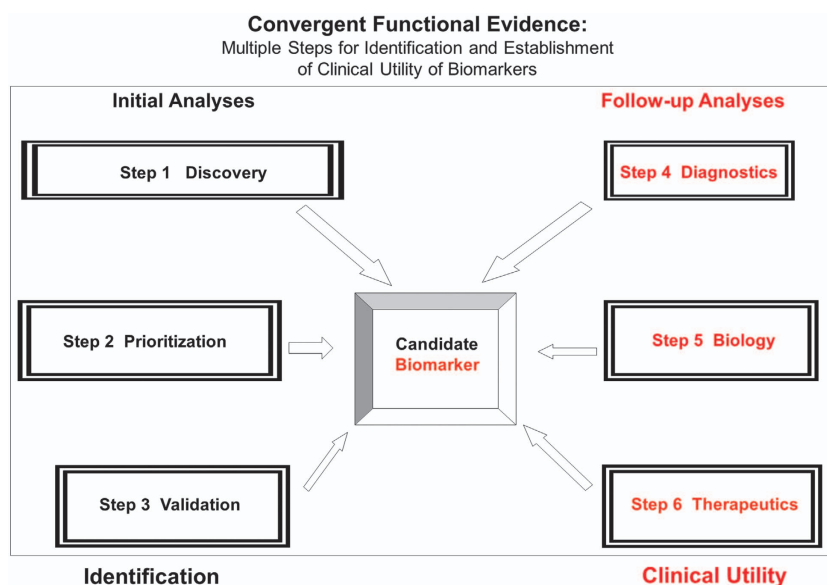 Convergent Functional Evidence:
Multiple Steps for Identification and Establishment
of Clinical Utility of Biomarkers
Initial Analyses
Follow-up Analyses
Step 1 Discovery
Step 4 Diagnostics
Step 2 Prioritization
Candidate
Biomarker
Step 5 Biology
Step 3 Validation
Step 6 Therapeutics
Identification
Clinical Utility